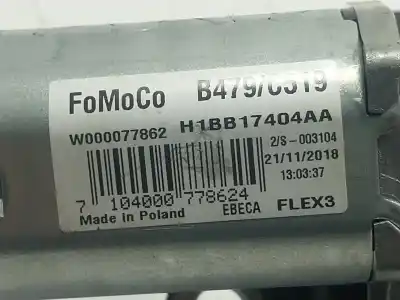 FoMoCo B479/C519
W000077862 H1BB17404AA
2/S-003104
21/11/2018
13:03:37
7 104000 778624
Made in Poland EBECA FLEX3